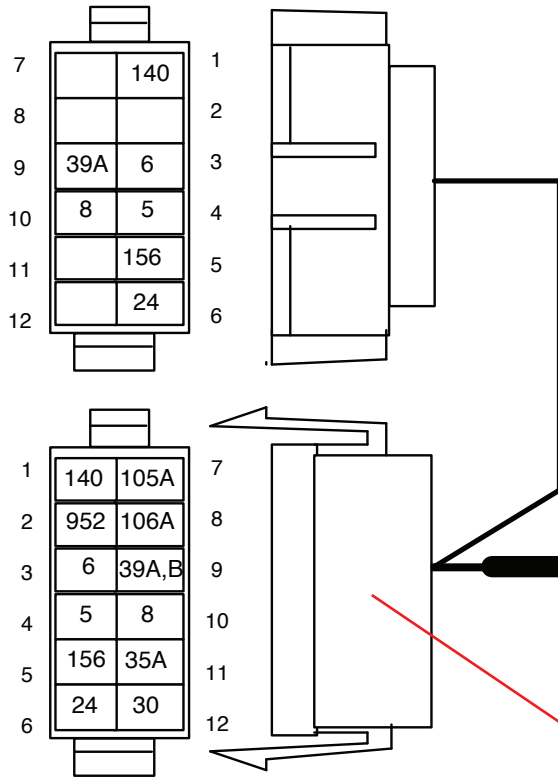 7 140 1
8 2
9 39A 6 3
10 8 5 4
11 156 5
12 24 6
1 140 105A 7
2 952 106A 8
3 6 39A,B 9
4 5 8 10
5 156 35A 11
6 24 30 12